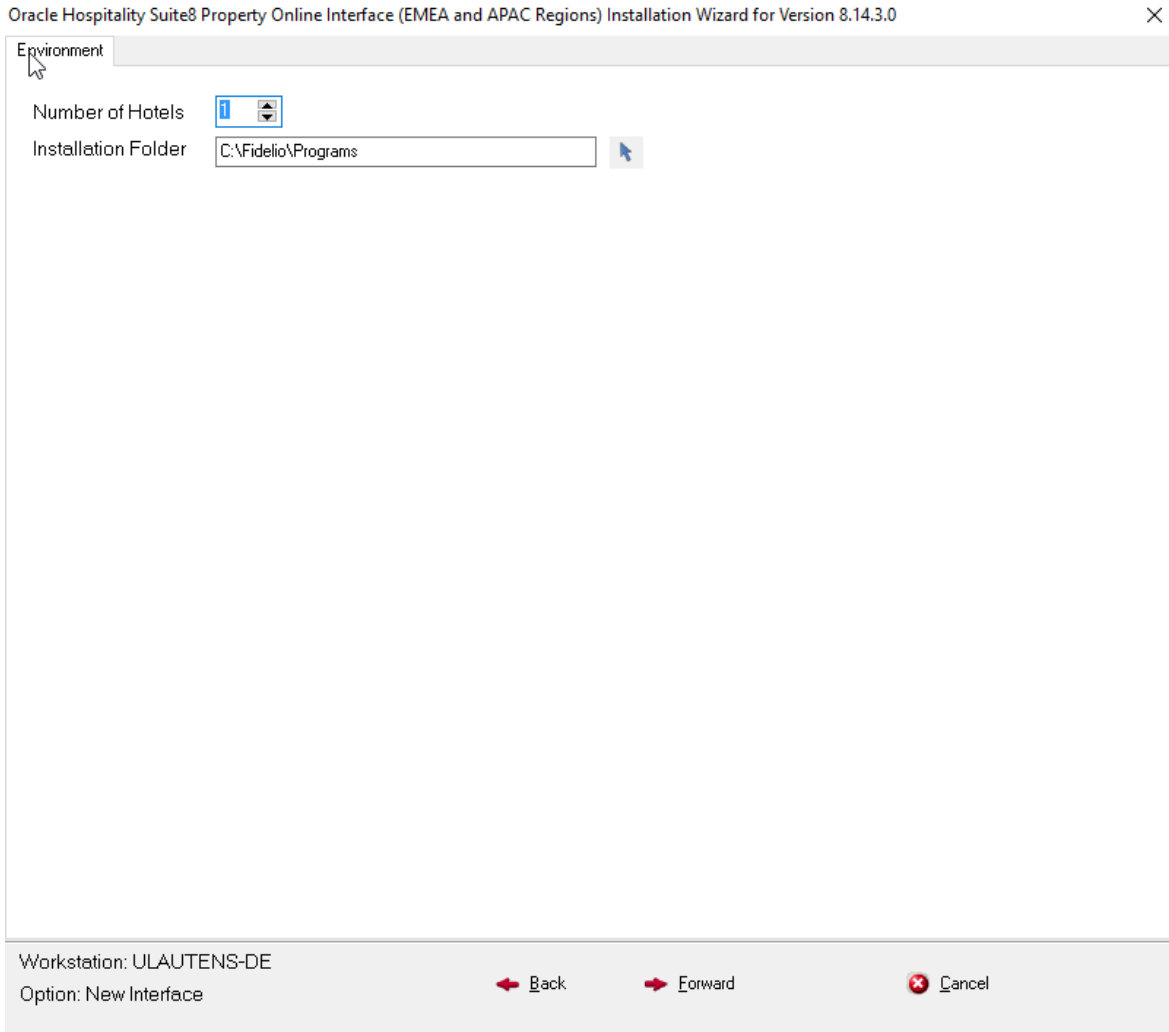 Oracle Hospitality Suite8 Property Online Interface (EMEA and APAC Regions) Installation Wizard for Version 8.14.3.0
Environment
Number of Hotels 1
Installation Folder C:\Fidelio\Programs
Workstation: ULAUTENS-DE
Option: New Interface
Back Forward Cancel